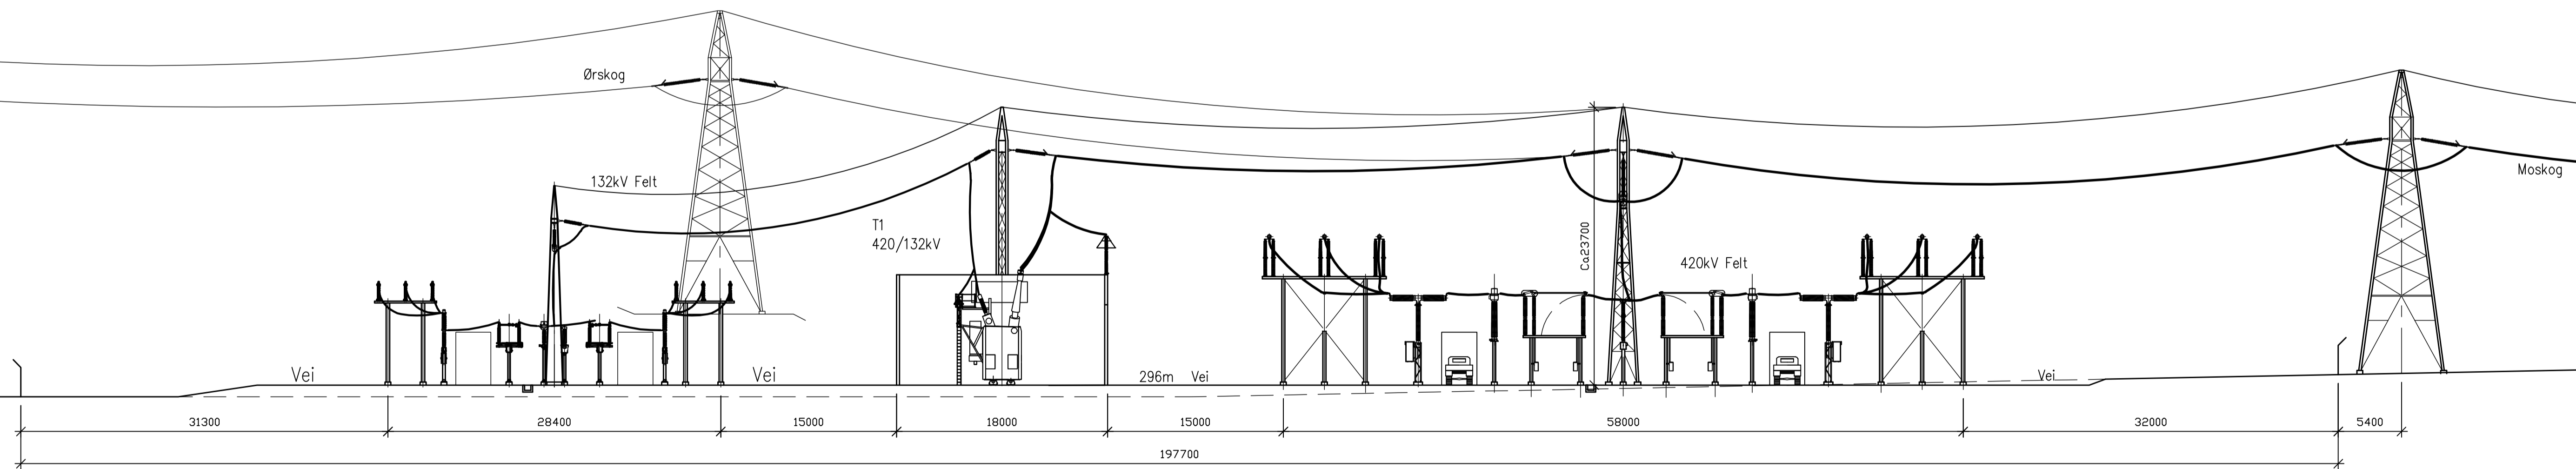 Ørskog
132kV Felt
T1
420/132kV
Ca23700
420kV Felt
Moskog
Vei
Vei
296m Vei
Vei
31300
28400
15000
18000
15000
58000
32000
5400
197700